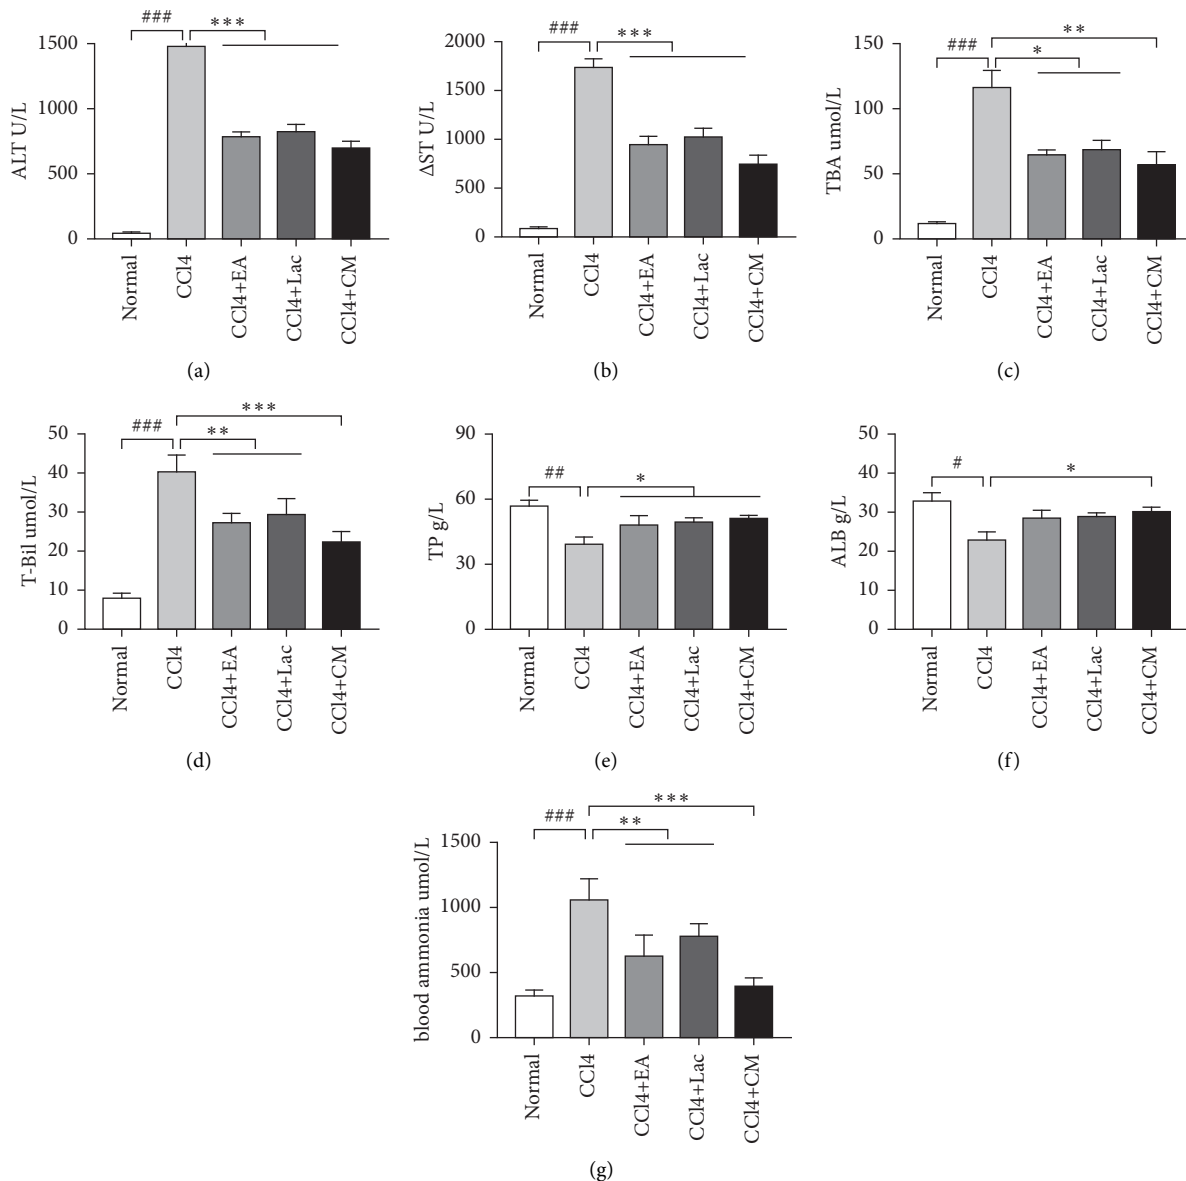 ### ***
1500
1000
500
0
ALT U/L
Normal
CCl4
CCl4+EA
CCl4+Lac
CCl4+CM
(a)
### ***
2000
1500
1000
500
0
ΔST U/L
Normal
CCl4
CCl4+EA
CCl4+Lac
CCl4+CM
(b)
**
### *
150
100
50
0
TBA umol/L
Normal
CCl4
CCl4+EA
CCl4+Lac
CCl4+CM
(c)
***
### **
50
40
30
20
10
0
T-Bil umol/L
Normal
CCl4
CCl4+EA
CCl4+Lac
CCl4+CM
(d)
## *
90
60
30
0
TP g/L
Normal
CCl4
CCl4+EA
CCl4+Lac
CCl4+CM
(e)
# *
50
40
30
20
10
0
ALB g/L
Normal
CCl4
CCl4+EA
CCl4+Lac
CCl4+CM
(f)
***
### **
1500
1000
500
0
blood ammonia umol/L
Normal
CCl4
CCl4+EA
CCl4+Lac
CCl4+CM
(g)